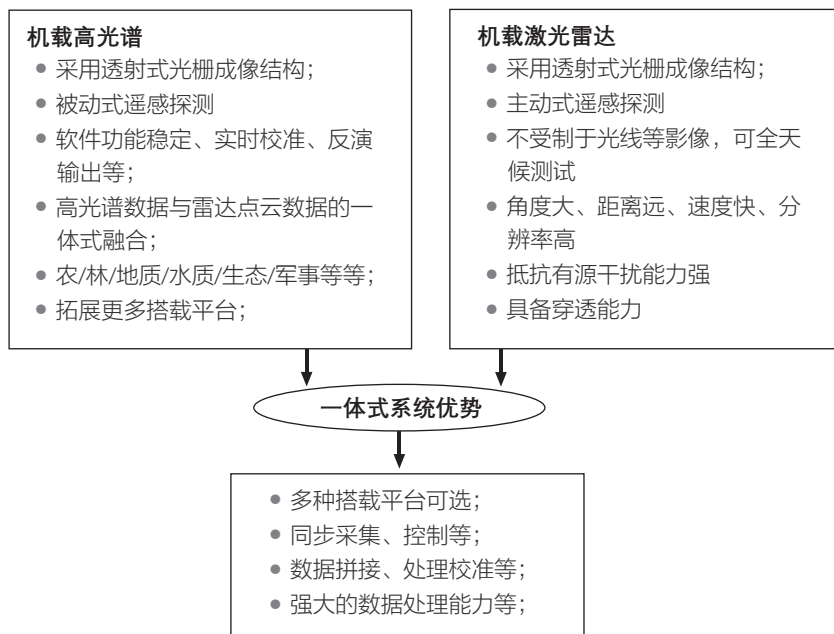 机载高光谱
● 采用透射式光栅成像结构；
● 被动式遥感探测
● 软件功能稳定、实时校准、反演
输出等；
● 高光谱数据与雷达点云数据的一
体式融合；
● 农/林/地质/水质/生态/军事等等；
● 拓展更多搭载平台；
机载激光雷达
● 采用透射式光栅成像结构；
● 主动式遥感探测
● 不受制于光线等影像，可全天
候测试
● 角度大、距离远、速度快、分
辨率高
● 抵抗有源干扰能力强
● 具备穿透能力
一体式系统优势
● 多种搭载平台可选；
● 同步采集、控制等；
● 数据拼接、处理校准等；
● 强大的数据处理能力等；